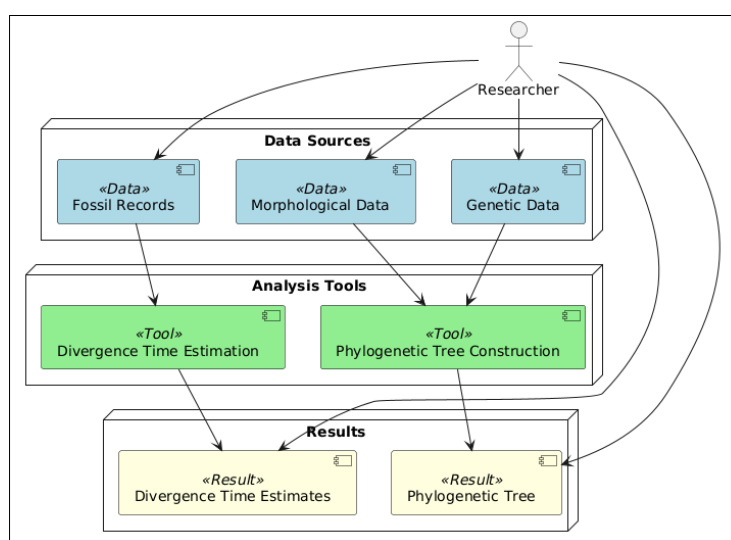 Researcher
Data Sources
«Data»
Fossil Records
«Data»
Morphological Data
«Data»
Genetic Data
Analysis Tools
«Tool»
Divergence Time Estimation
«Tool»
Phylogenetic Tree Construction
Results
«Result»
Divergence Time Estimates
«Result»
Phylogenetic Tree